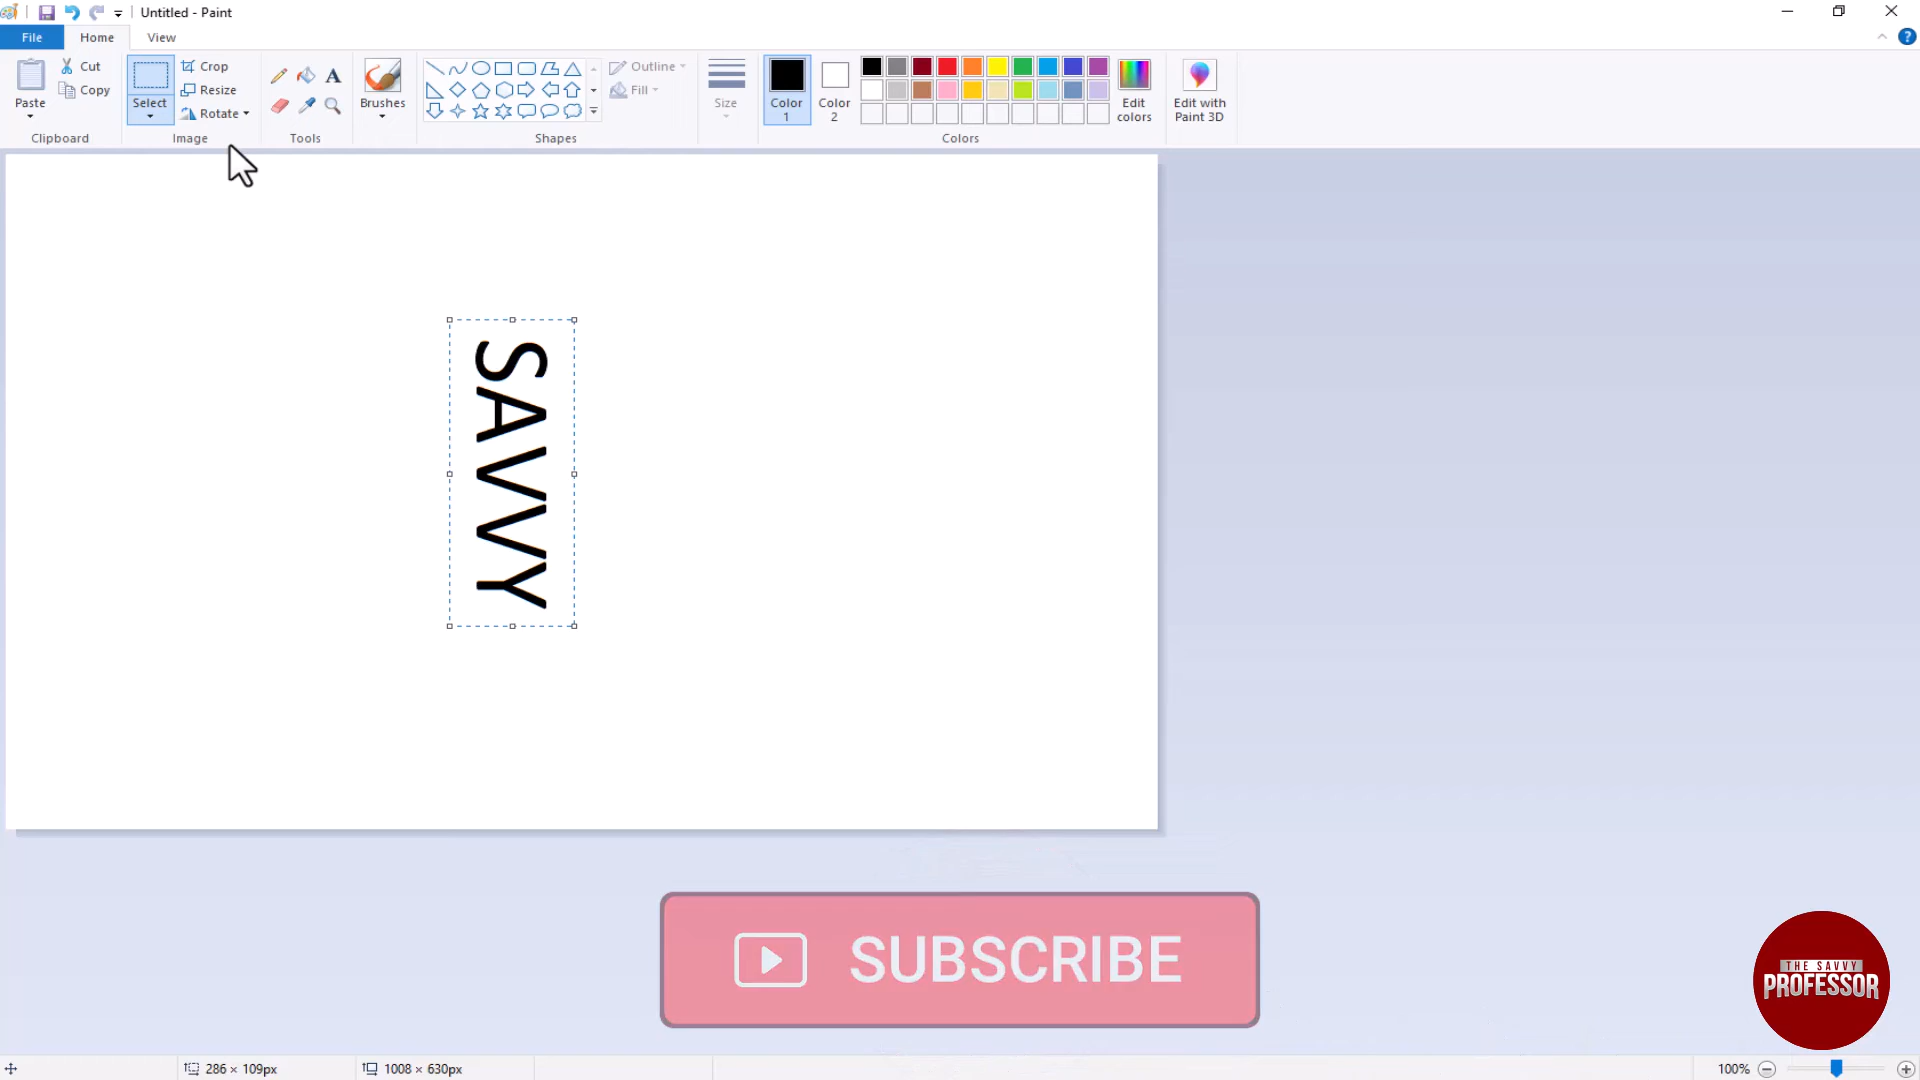 Untitled - Paint
File Home View
Paste
Cut
Copy
Clipboard
Select
Crop
Resize
Rotate
Image
A
Tools
Brushes
Shapes
Outline
Fill
Size
Color 1
Color 2
Colors
Edit colors
Edit with Paint 3D
?
SAVVY
SUBSCRIBE
THE SAVVY
PROFESSOR
286 × 109px
1008 × 630px
100%